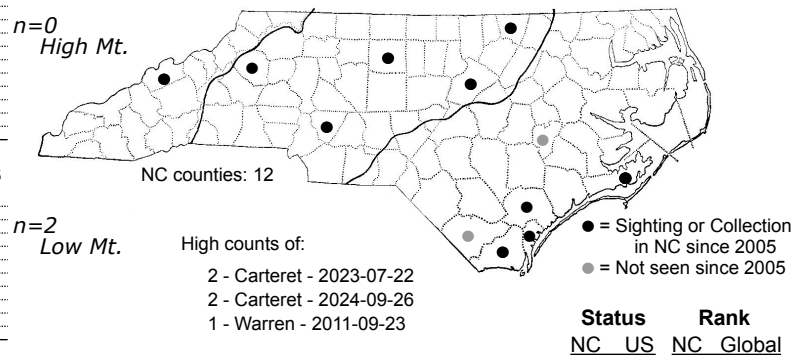 n=0
High Mt.
NC counties: 12
n=2
Low Mt.
High counts of:
2 - Carteret - 2023-07-22
2 - Carteret - 2024-09-26
1 - Warren - 2011-09-23
= Sighting or Collection
in NC since 2005
= Not seen since 2005
Status Rank
NC US NC Global